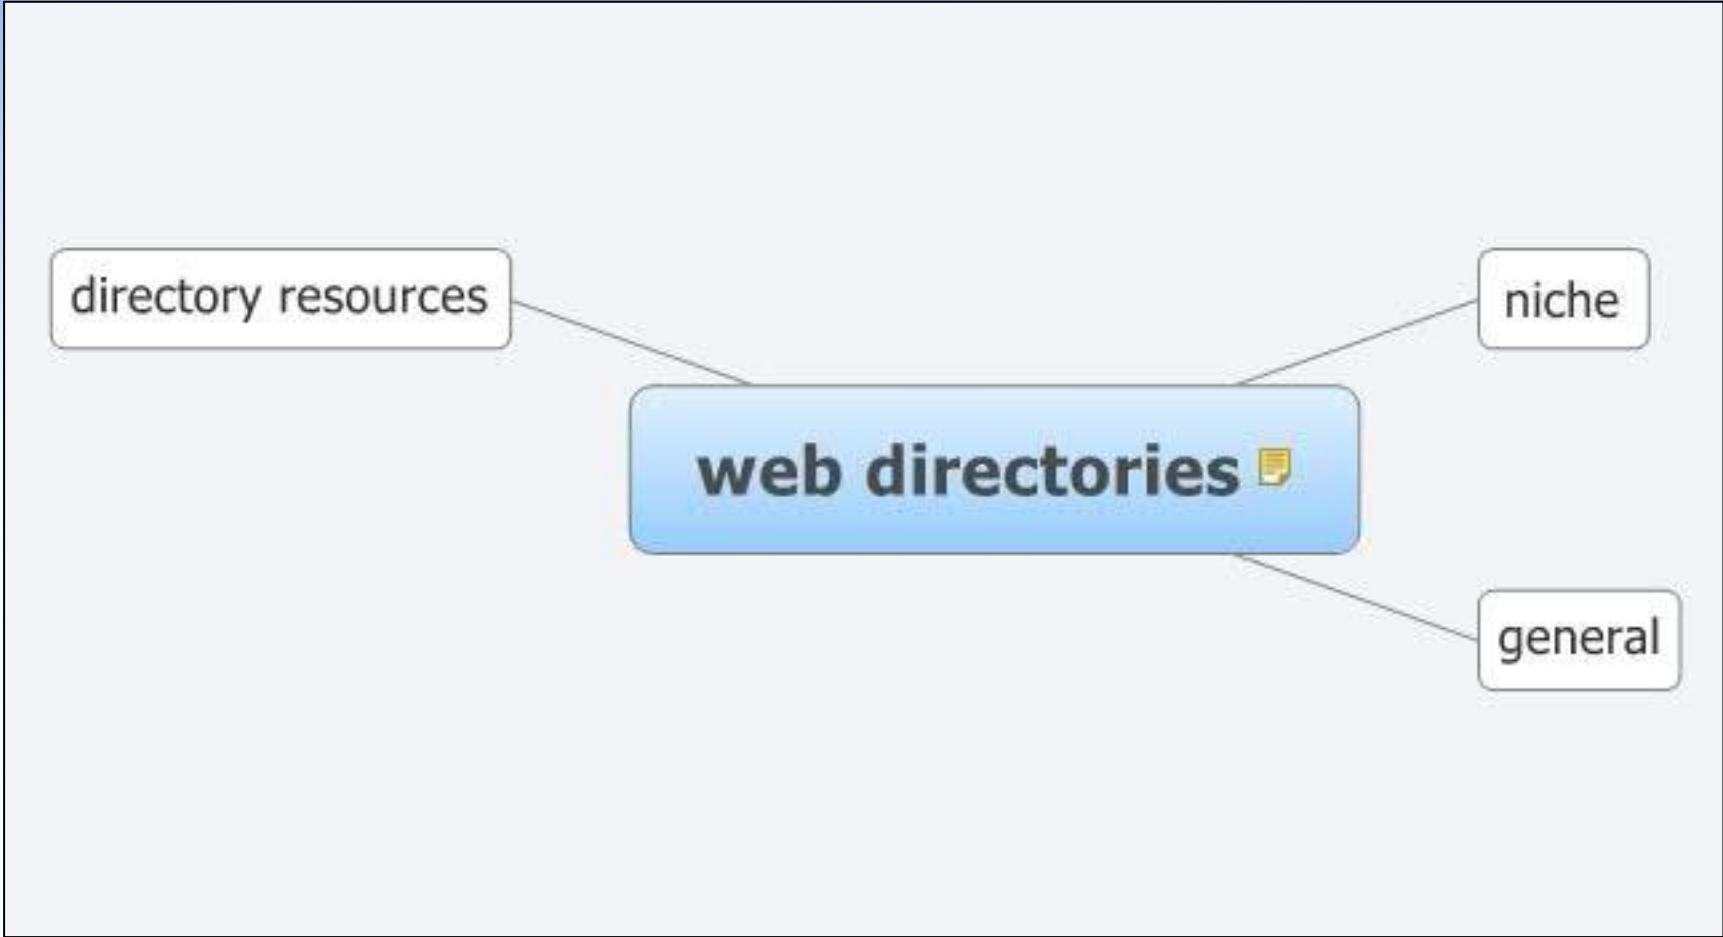 directory resources
niche
web directories
general